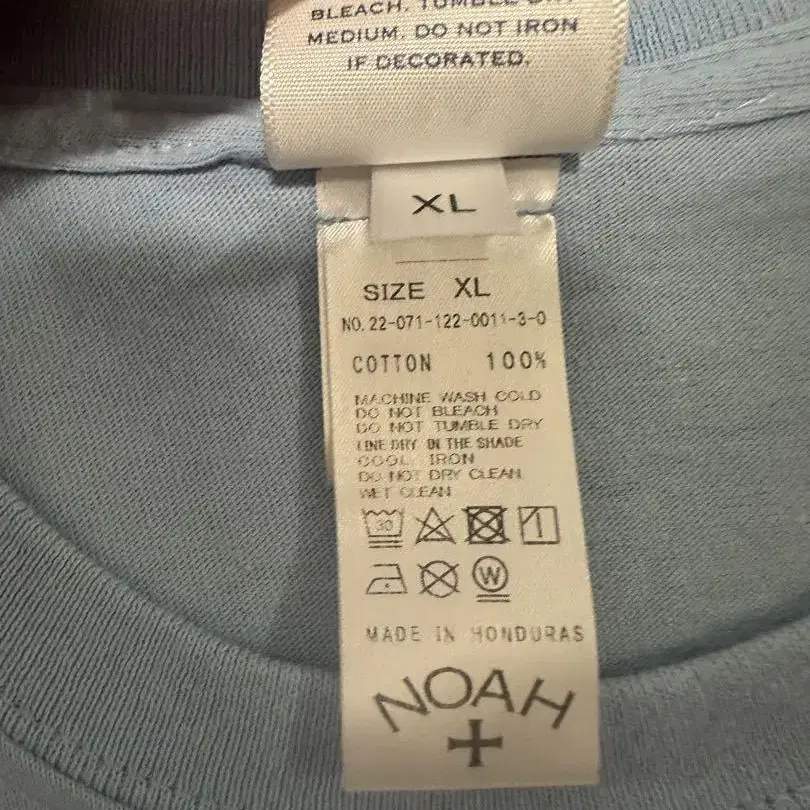 BLEACH. TUMBLE DRY
MEDIUM. DO NOT IRON
IF DECORATED.
XL
SIZE XL
NO. 22-071-122-0011-3-0
COTTON 100%
MACHINE WASH COLD
DO NOT BLEACH
DO NOT TUMBLE DRY
LINE DRY IN THE SHADE
COOL IRON
DO NOT DRY CLEAN
WET CLEAN
30
W
MADE IN HONDURAS
NOAH